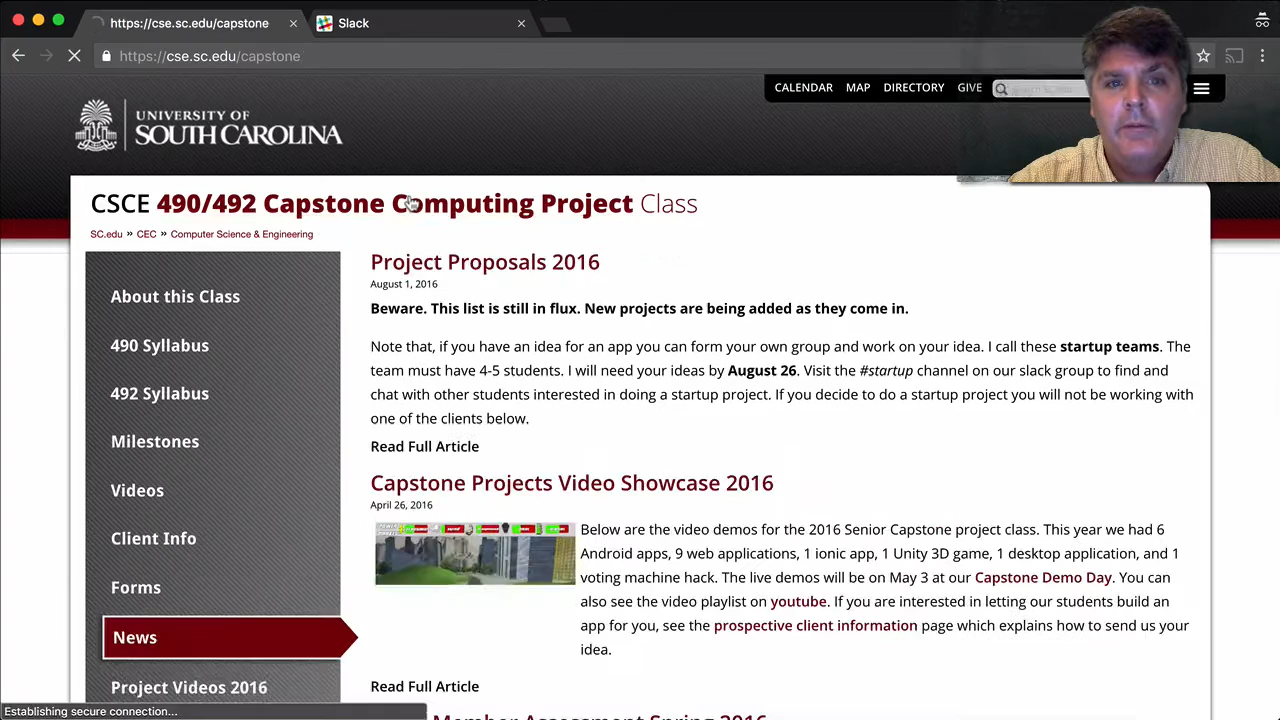 https://cse.sc.edu/capstone
Slack
https://cse.sc.edu/capstone
CALENDAR MAP DIRECTORY GIVE
UNIVERSITY OF
SOUTH CAROLINA
CSCE 490/492 Capstone Computing Project Class
SC.edu » CEC » Computer Science & Engineering
About this Class
490 Syllabus
492 Syllabus
Milestones
Videos
Client Info
Forms
News
Project Videos 2016
Project Proposals 2016
August 1, 2016
Beware. This list is still in flux. New projects are being added as they come in.
Note that, if you have an idea for an app you can form your own group and work on your idea. I call these startup teams. The
team must have 4-5 students. I will need your ideas by August 26. Visit the #startup channel on our slack group to find and
chat with other students interested in doing a startup project. If you decide to do a startup project you will not be working with
one of the clients below.
Read Full Article
Capstone Projects Video Showcase 2016
April 26, 2016
Below are the video demos for the 2016 Senior Capstone project class. This year we had 6
Android apps, 9 web applications, 1 ionic app, 1 Unity 3D game, 1 desktop application, and 1
voting machine hack. The live demos will be on May 3 at our Capstone Demo Day. You can
also see the video playlist on youtube. If you are interested in letting our students build an
app for you, see the prospective client information page which explains how to send us your
idea.
Read Full Article
Member Assessment Spring 2016
Establishing secure connection...